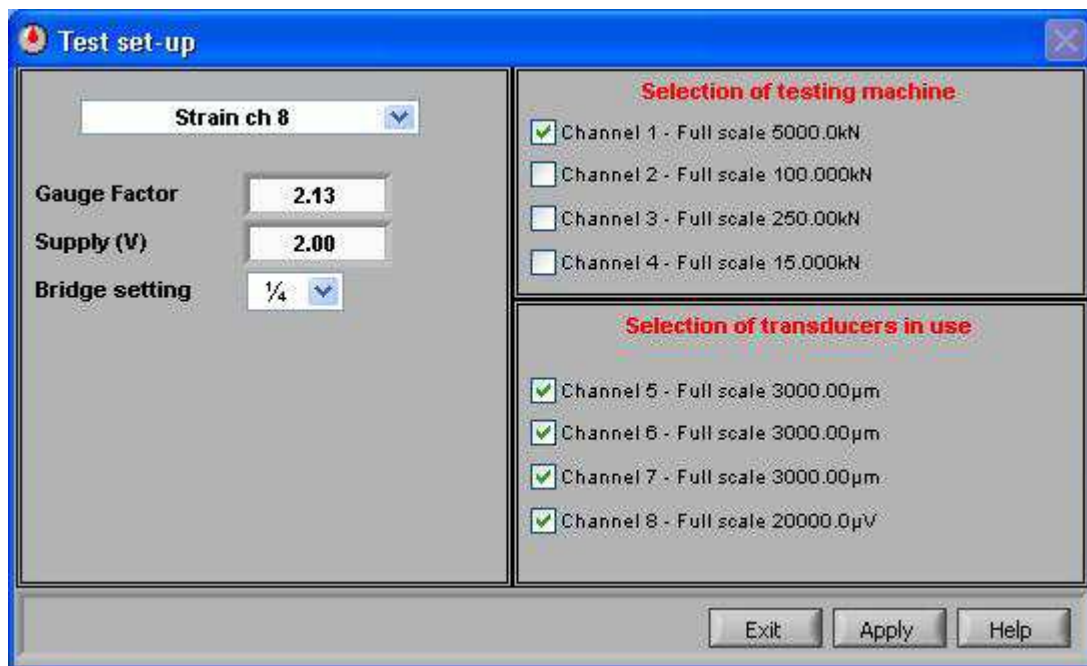 Test set-up
Strain ch 8
Gauge Factor
2.13
Supply (V)
2.00
Bridge setting
¼
Selection of testing machine
Channel 1 - Full scale 5000.0kN
Channel 2 - Full scale 100.000kN
Channel 3 - Full scale 250.00kN
Channel 4 - Full scale 15.000kN
Selection of transducers in use
Channel 5 - Full scale 3000.00µm
Channel 6 - Full scale 3000.00µm
Channel 7 - Full scale 3000.00µm
Channel 8 - Full scale 20000.0µV
Exit
Apply
Help